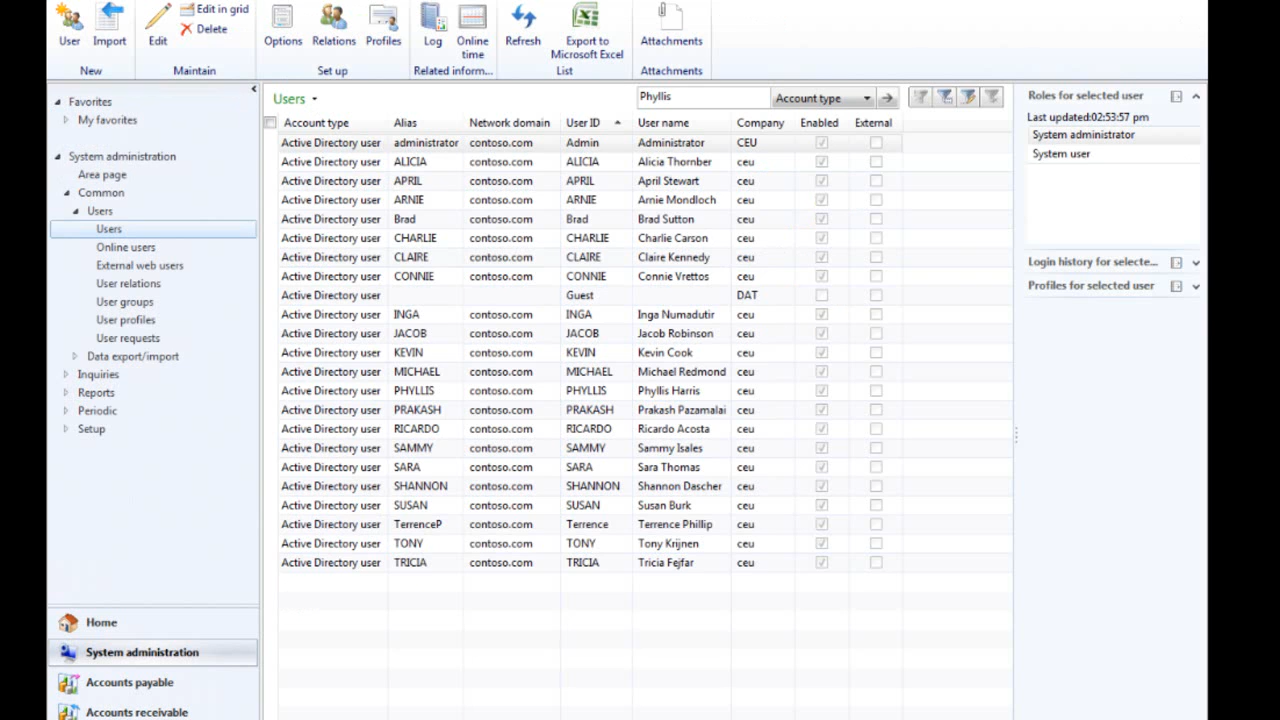 User Import Edit Edit in grid Delete Options Relations Profiles Log Online time Refresh Export to Microsoft Excel Attachments
New Maintain Set up Related inform... List Attachments
Favorites
My favorites
System administration
Area page
Common
Users
Users
Online users
External web users
User relations
User groups
User profiles
User requests
Data export/import
Inquiries
Reports
Periodic
Setup
Home
System administration
Accounts payable
Accounts receivable
Users Phyllis Account type
Account type Alias Network domain User ID User name Company Enabled External
Active Directory user administrator contoso.com Admin Administrator CEU
Active Directory user ALICIA contoso.com ALICIA Alicia Thornber ceu
Active Directory user APRIL contoso.com APRIL April Stewart ceu
Active Directory user ARNIE contoso.com ARNIE Arnie Mondloch ceu
Active Directory user Brad contoso.com Brad Brad Sutton ceu
Active Directory user CHARLIE contoso.com CHARLIE Charlie Carson ceu
Active Directory user CLAIRE contoso.com CLAIRE Claire Kennedy ceu
Active Directory user CONNIE contoso.com CONNIE Connie Vrettos ceu
Active Directory user Guest DAT
Active Directory user INGA contoso.com INGA Inga Numadutir ceu
Active Directory user JACOB contoso.com JACOB Jacob Robinson ceu
Active Directory user KEVIN contoso.com KEVIN Kevin Cook ceu
Active Directory user MICHAEL contoso.com MICHAEL Michael Redmond ceu
Active Directory user PHYLLIS contoso.com PHYLLIS Phyllis Harris ceu
Active Directory user PRAKASH contoso.com PRAKASH Prakash Pazamalai ceu
Active Directory user RICARDO contoso.com RICARDO Ricardo Acosta ceu
Active Directory user SAMMY contoso.com SAMMY Sammy Isales ceu
Active Directory user SARA contoso.com SARA Sara Thomas ceu
Active Directory user SHANNON contoso.com SHANNON Shannon Dascher ceu
Active Directory user SUSAN contoso.com SUSAN Susan Burk ceu
Active Directory user TerrenceP contoso.com Terrence Terrence Phillip ceu
Active Directory user TONY contoso.com TONY Tony Krijnen ceu
Active Directory user TRICIA contoso.com TRICIA Tricia Fejfar ceu
Roles for selected user
Last updated:02:53:57 pm
System administrator
System user
Login history for selecte...
Profiles for selected user